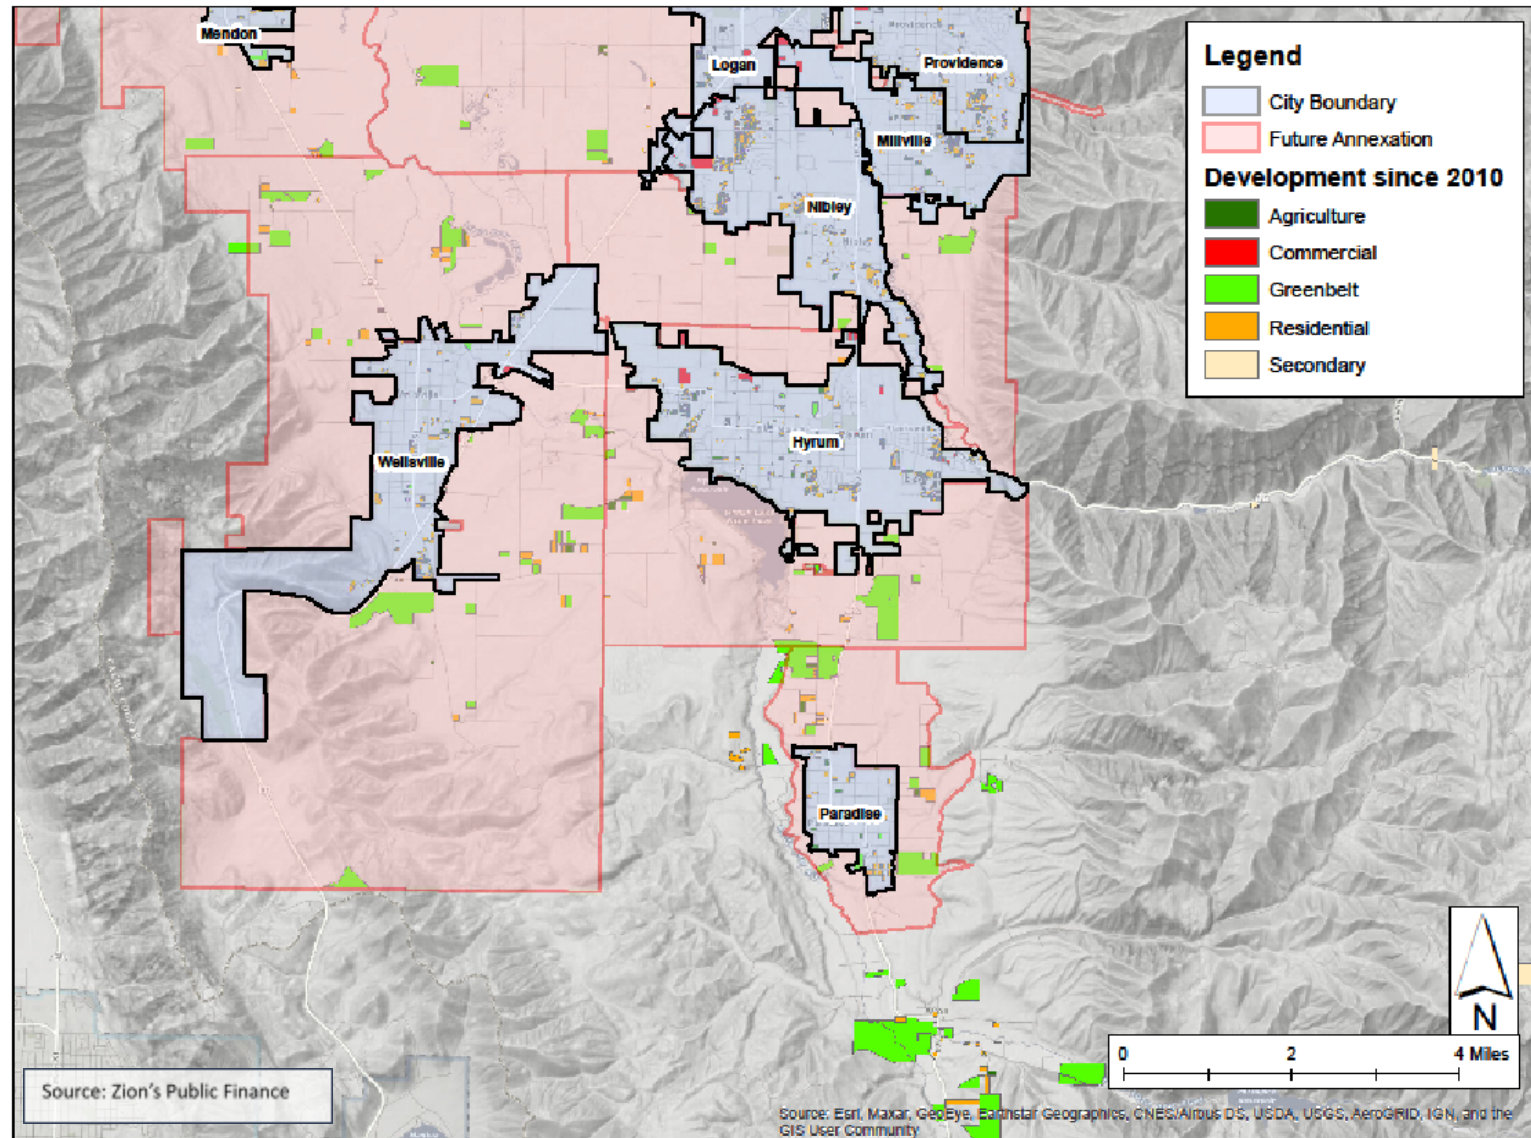 Mendon
Logan
Providence
Providence
Millville
Nibley
Hyrum
Wellsville
Paradise
Legend
City Boundary
Future Annexation
Development since 2010
Agriculture
Commercial
Greenbelt
Residential
Secondary
N
0 2 4 Miles
Source: Zion's Public Finance
Source: Esri, Maxar, GeoEye, Earthstar Geographics, CNES/Airbus DS, USDA, USGS, AeroGRID, IGN, and the
GIS User Community